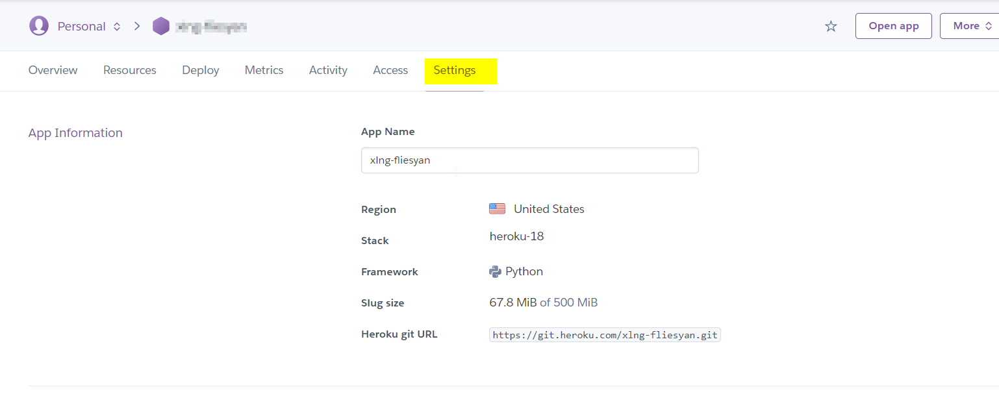 Personal
Open app
More
Overview Resources Deploy Metrics Activity Access Settings
App Information
App Name
xlng-fliesyan
Region United States
Stack heroku-18
Framework Python
Slug size 67.8 MiB of 500 MiB
Heroku git URL https://git.heroku.com/xlng-fliesyan.git